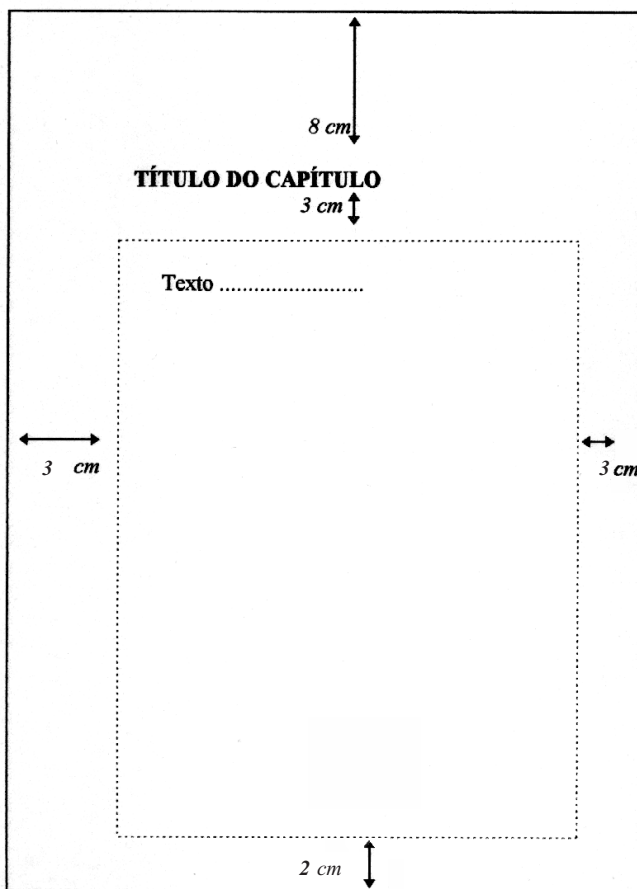 8 cm
TÍTULO DO CAPÍTULO
3 cm
Texto .........................
3 cm
3 cm
2 cm